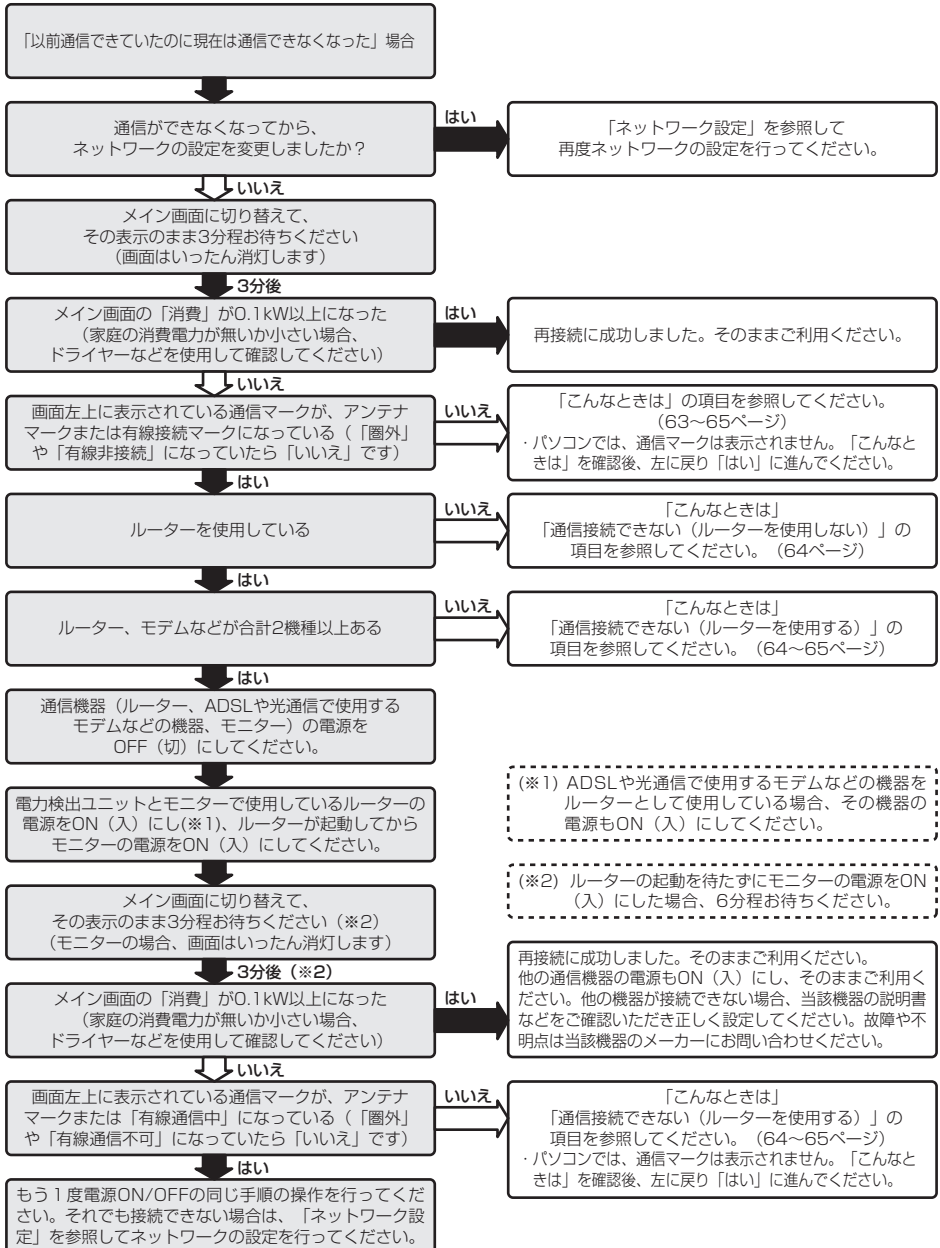 「以前通信できていたのに現在は通信できなくなった」場合
通信ができなくなってから、
ネットワークの設定を変更しましたか？
はい
「ネットワーク設定」を参照して
再度ネットワークの設定を行ってください。
いいえ
メイン画面に切り替えて、
その表示のまま3分程お待ちください
（画面はいったん消灯します）
3分後
メイン画面の「消費」が0.1kW以上になった
（家庭の消費電力が無いか小さい場合、
ドライヤーなどを使用して確認してください）
はい
再接続に成功しました。そのままご利用ください。
いいえ
画面左上に表示されている通信マークが、アンテナ
マークまたは有線接続マークになっている（「圏外」
や「有線非接続」になっていたら「いいえ」です）
いいえ
「こんなときは」の項目を参照してください。
（63～65ページ）
・パソコンでは、通信マークは表示されません。「こんなと
きは」を確認後、左に戻り「はい」に進んでください。
はい
ルーターを使用している
いいえ
「こんなときは」
「通信接続できない（ルーターを使用しない）」の
項目を参照してください。（64ページ）
はい
ルーター、モデムなどが合計2機種以上ある
いいえ
「こんなときは」
「通信接続できない（ルーターを使用する）」の
項目を参照してください。（64～65ページ）
はい
通信機器（ルーター、ADSLや光通信で使用する
モデムなどの機器、モニター）の電源を
OFF（切）にしてください。
電力検出ユニットとモニターで使用しているルーターの
電源をON（入）にし(※1)、ルーターが起動してから
モニターの電源をON（入）にしてください。
(※1) ADSLや光通信で使用するモデムなどの機器を
ルーターとして使用している場合、その機器の
電源もON（入）にしてください。
メイン画面に切り替えて、
その表示のまま3分程お待ちください（※2）
（モニターの場合、画面はいったん消灯します）
(※2) ルーターの起動を待たずにモニターの電源をON
（入）にした場合、6分程お待ちください。
3分後（※2）
メイン画面の「消費」が0.1kW以上になった
（家庭の消費電力が無いか小さい場合、
ドライヤーなどを使用して確認してください）
はい
再接続に成功しました。そのままご利用ください。
他の通信機器の電源もON（入）にし、そのままご利用く
ださい。他の機器が接続できない場合、当該機器の説明書
などをご確認いただき正しく設定してください。故障や不
明点は当該機器のメーカーにお問い合わせください。
いいえ
画面左上に表示されている通信マークが、アンテナ
マークまたは「有線通信中」になっている（「圏外」
や「有線通信不可」になっていたら「いいえ」です）
いいえ
「こんなときは」
「通信接続できない（ルーターを使用する）」の
項目を参照してください。（64～65ページ）
・パソコンでは、通信マークは表示されません。「こんなと
きは」を確認後、左に戻り「はい」に進んでください。
はい
もう１度電源ON/OFFの同じ手順の操作を行ってくだ
さい。それでも接続できない場合は、「ネットワーク設
定」を参照してネットワークの設定を行ってください。